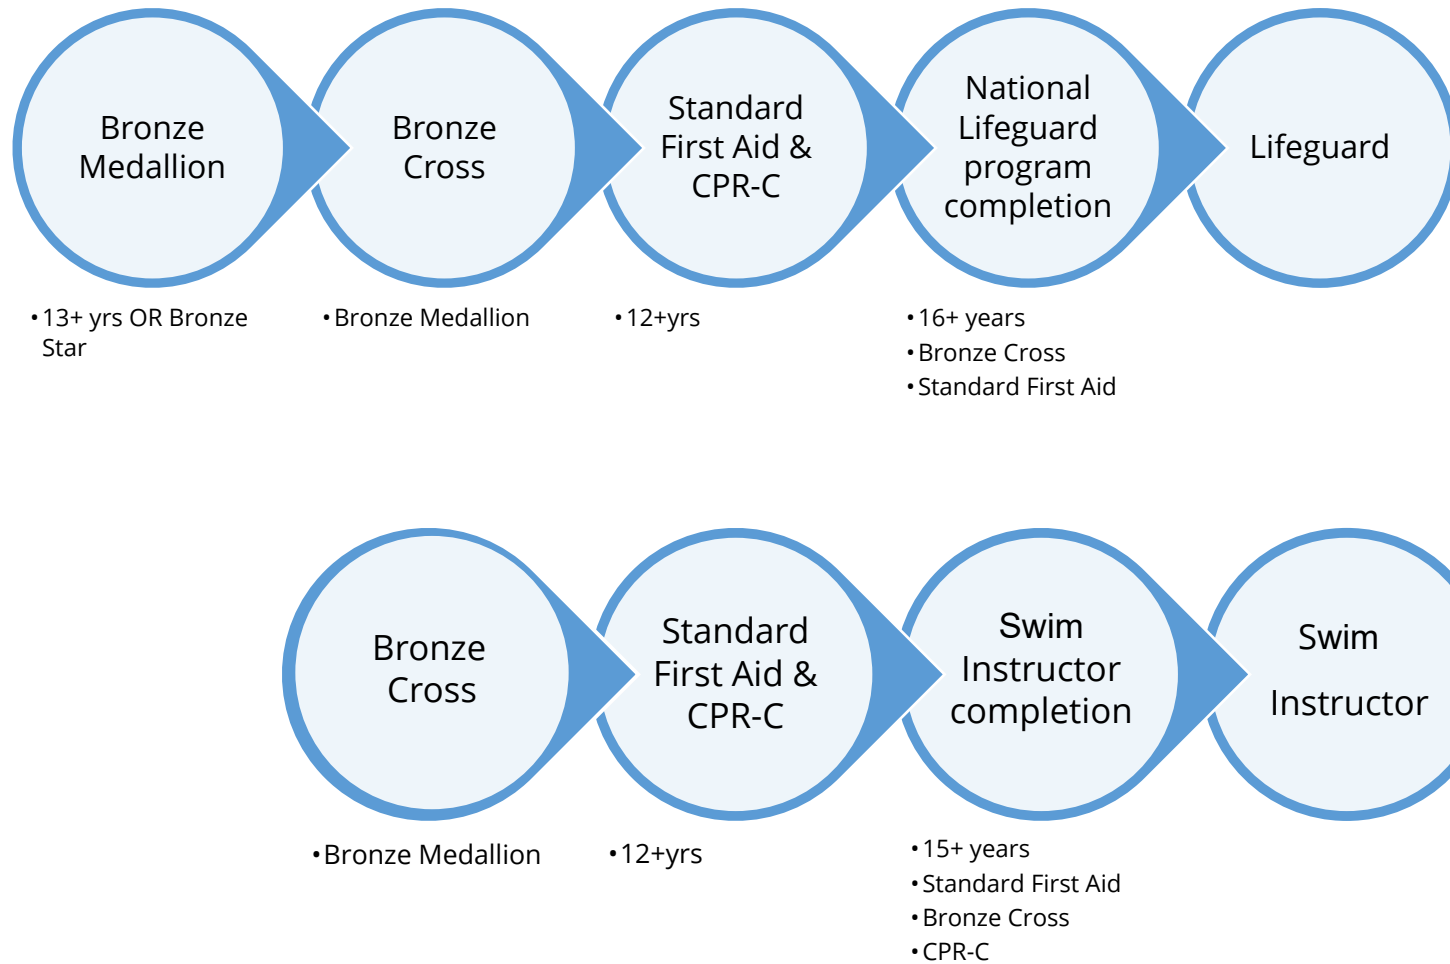 Bronze
Medallion
Bronze
Cross
Standard
First Aid &
CPR-C
National
Lifeguard
program
completion
Lifeguard
•13+ yrs OR Bronze
Star
•Bronze Medallion
•12+yrs
•16+ years
•Bronze Cross
•Standard First Aid
Bronze
Cross
Standard
First Aid &
CPR-C
Swim
Instructor
completion
Swim
Instructor
•Bronze Medallion
•12+yrs
•15+ years
•Standard First Aid
•Bronze Cross
•CPR-C